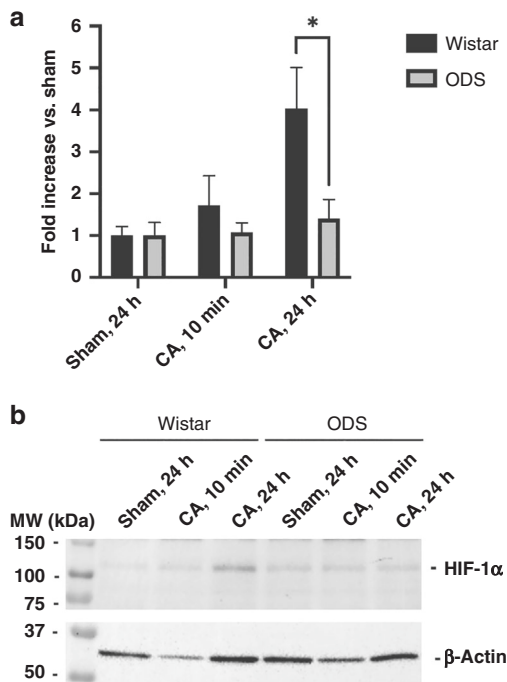 a
Fold increase vs. sham
6
5
4
3
2
1
0
*
Wistar
ODS
Sham, 24 h
CA, 10 min
CA, 24 h
b
Wistar
ODS
Sham, 24 h
CA, 10 min
CA, 24 h
Sham, 24 h
CA, 10 min
CA, 24 h
MW (kDa)
150 -
100 -
75 -
- HIF-1α
37 -
50 -
- β-Actin